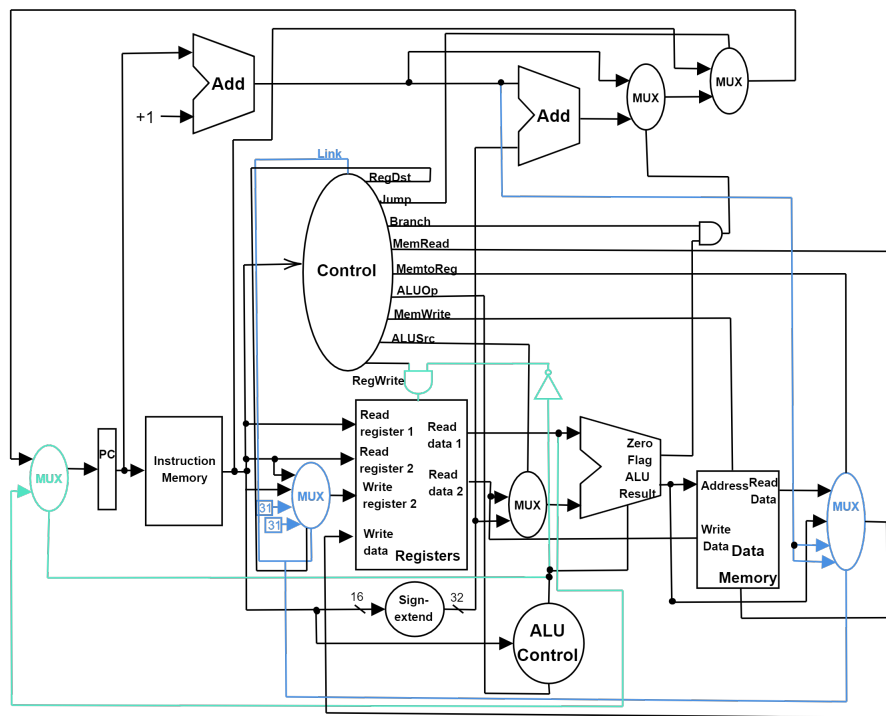 Add
+1
MUX
MUX
Add
Link
RegDst
Jump
Branch
MemRead
MemtoReg
ALUOp
MemWrite
ALUSrc
RegWrite
Control
PC
MUX
Instruction
Memory
Read
register 1
Read
register 2
Write
register 2
Write
data
Read
data 1
Read
data 2
Registers
MUX
31
31
MUX
Zero
Flag
ALU
Result
Address
Read
Data
Write
Data
Data
Memory
MUX
16
Sign-
extend
32
ALU
Control